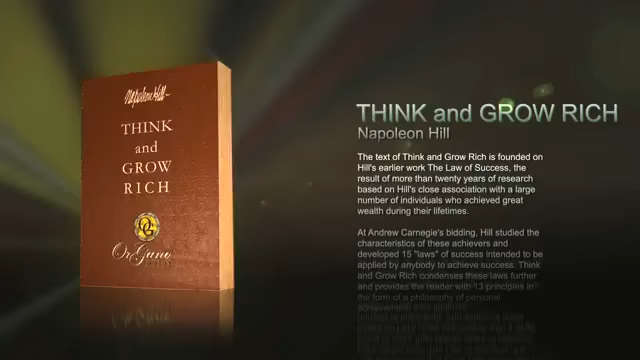 Napoleon Hill
THINK
and
GROW
RICH
OrGano
THINK and GROW RICH
Napoleon Hill
The text of Think and Grow Rich is founded on
Hill's earlier work The Law of Success, the
result of more than twenty years of research
based on Hill's close association with a large
number of individuals who achieved great
wealth during their lifetimes.
At Andrew Carnegie's bidding, Hill studied the
characteristics of these achievers and
developed 15 "laws" of success intended to be
applied by anybody to achieve success. Think
and Grow Rich condenses these laws further
and provides the reader with 13 principles in
the form of a philosophy of personal
achievement